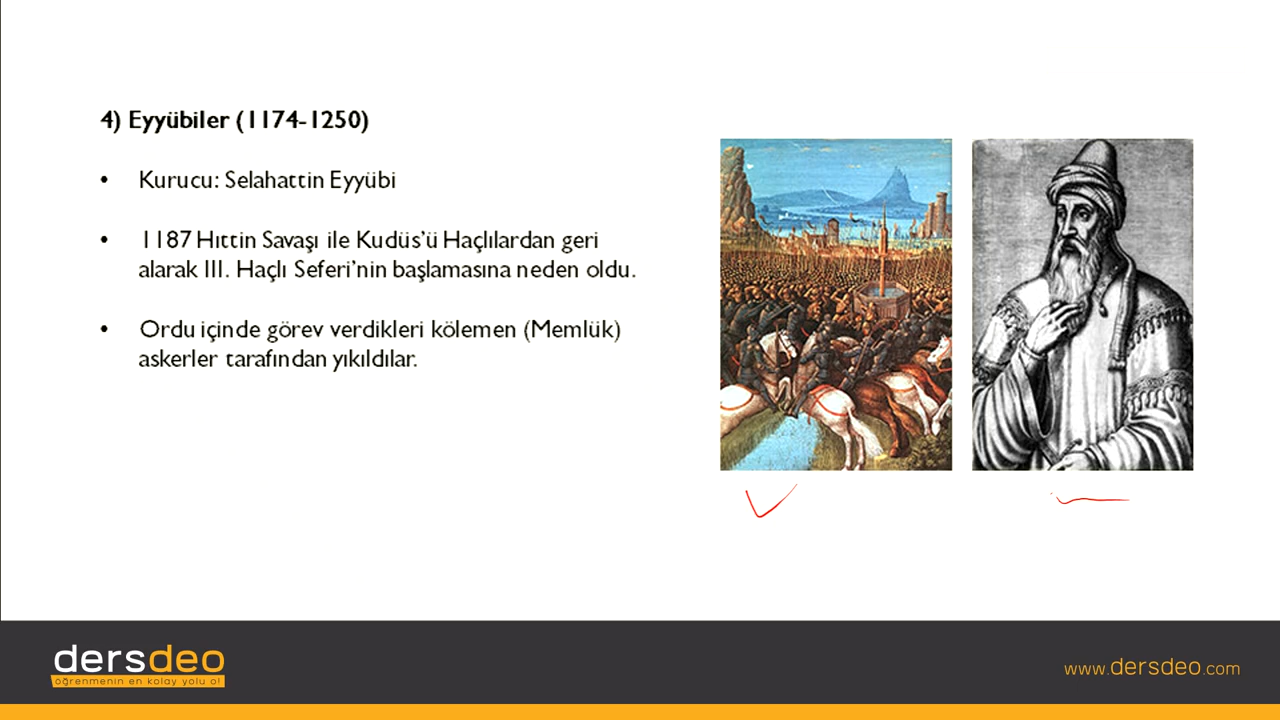 4) Eyyübiler (1174-1250)
• Kurucu: Selahattin Eyyübi
• 1187 Hıttin Savaşı ile Kudüs’ü Haçlılardan geri
alarak III. Haçlı Seferi’nin başlamasına neden oldu.
• Ordu içinde görev verdikleri kölemen (Memlük)
askerler tarafından yıkıldılar.
dersdeo
öğrenmenin en kolay yolu o!
www.dersdeo.com